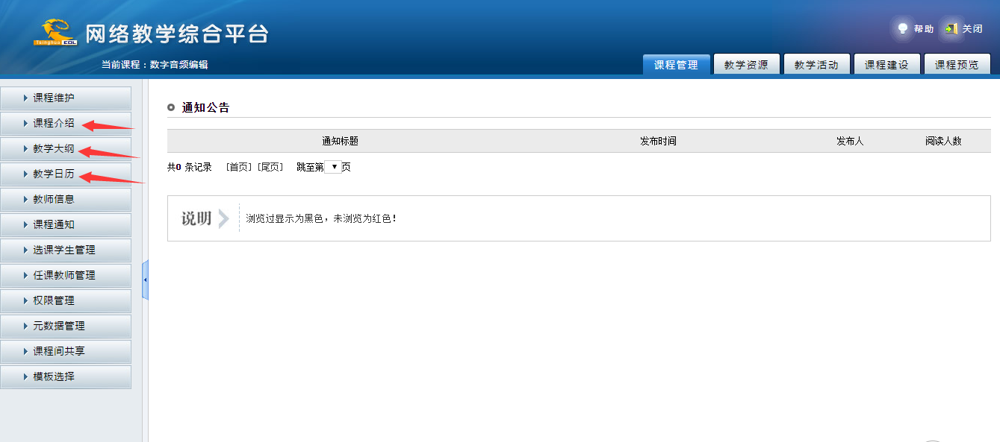 Tsinghua EOL
网络教学综合平台
帮助
关闭
当前课程：数字音频编辑
课程管理
教学资源
教学活动
课程建设
课程预览
课程维护
课程介绍
教学大纲
教学日历
教师信息
课程通知
选课学生管理
任课教师管理
权限管理
元数据管理
课程间共享
模板选择
通知公告
通知标题 发布时间 发布人 阅读人数
共0 条记录 [首页] [尾页] 跳至第 页
说明 浏览过显示为黑色，未浏览为红色！